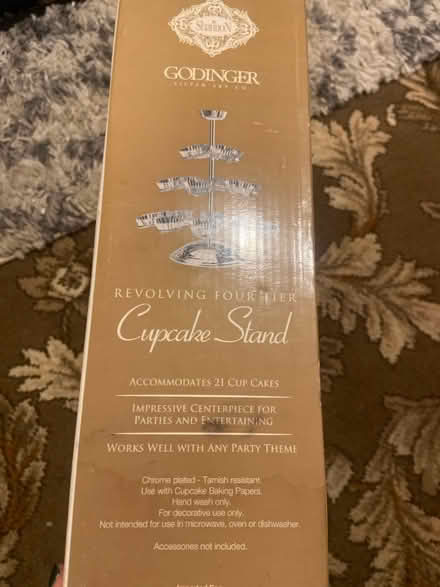 Shannon
GODINGER
SILVER ART CO.
REVOLVING FOUR TIER
Cupcake Stand
ACCOMMODATES 21 CUP CAKES
IMPRESSIVE CENTERPIECE FOR
PARTIES AND ENTERTAINING
WORKS WELL WITH ANY PARTY THEME
Chrome plated - Tarnish resistant.
Use with Cupcake Baking Papers.
Hand wash only.
For decorative use only.
Not intended for use in microwave, oven or dishwasher.
Accessories not included.